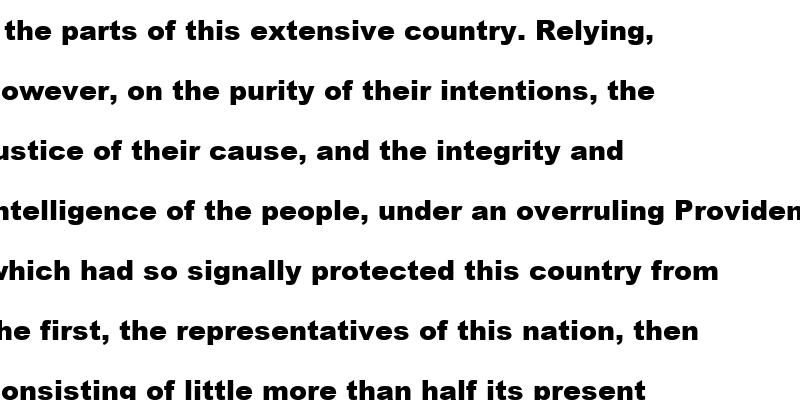 the parts of this extensive country. Relying,
owever, on the purity of their intentions, the
ustice of their cause, and the integrity and
ntelligence of the people, under an overruling Providen
which had so signally protected this country from
he first, the representatives of this nation, then
onsisting of little more than half its present